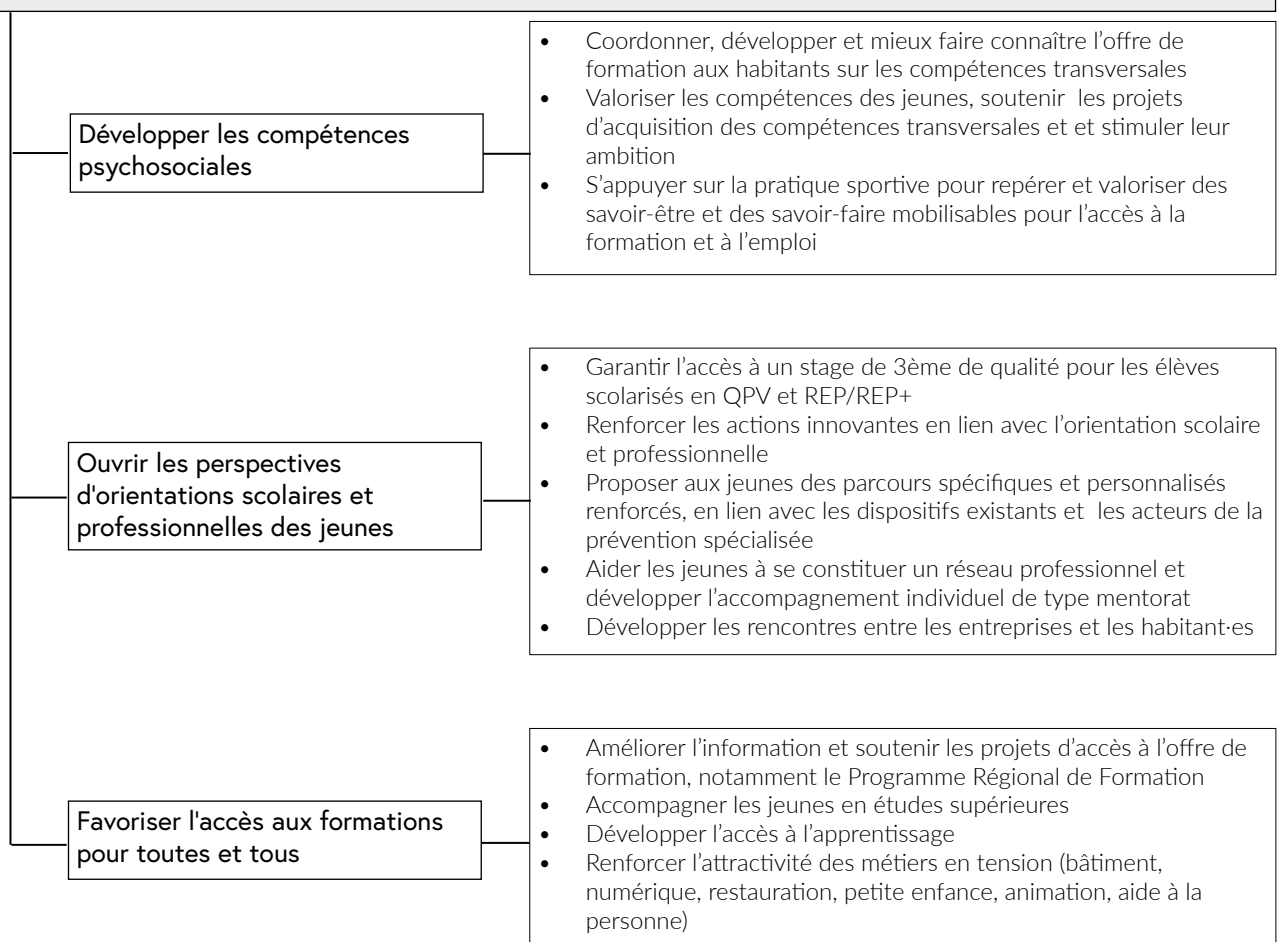 Développer les compétences
psychosociales
• Coordonner, développer et mieux faire connaître l’offre de
formation aux habitants sur les compétences transversales
• Valoriser les compétences des jeunes, soutenir  les projets
d’acquisition des compétences transversales et et stimuler leur
ambition
• S’appuyer sur la pratique sportive pour repérer et valoriser des
savoir-être et des savoir-faire mobilisables pour l’accès à la
formation et à l’emploi
Ouvrir les perspectives
d'orientations scolaires et
professionnelles des jeunes
• Garantir l’accès à un stage de 3ème de qualité pour les élèves
scolarisés en QPV et REP/REP+
• Renforcer les actions innovantes en lien avec l’orientation scolaire
et professionnelle
• Proposer aux jeunes des parcours spécifiques et personnalisés
renforcés, en lien avec les dispositifs existants et  les acteurs de la
prévention spécialisée
• Aider les jeunes à se constituer un réseau professionnel et
développer l’accompagnement individuel de type mentorat
• Développer les rencontres entre les entreprises et les habitant·es
Favoriser l'accès aux formations
pour toutes et tous
• Améliorer l’information et soutenir les projets d’accès à l’offre de
formation, notamment le Programme Régional de Formation
• Accompagner les jeunes en études supérieures
• Développer l’accès à l’apprentissage
• Renforcer l’attractivité des métiers en tension (bâtiment,
numérique, restauration, petite enfance, animation, aide à la
personne)